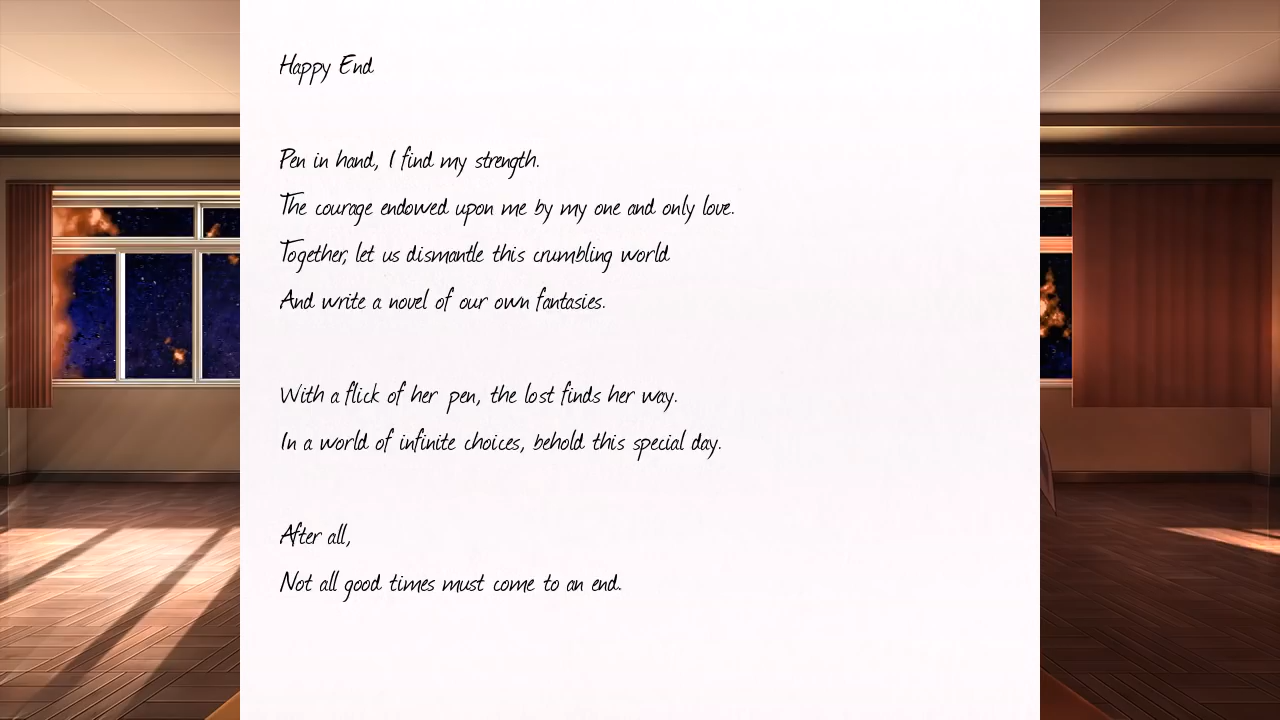 Happy End
Pen in hand, I find my strength.
The courage endowed upon me by my one and only love.
Together, let us dismantle this crumbling world
And write a novel of our own fantasies.
With a flick of her pen, the lost finds her way.
In a world of infinite choices, behold this special day.
After all,
Not all good times must come to an end.